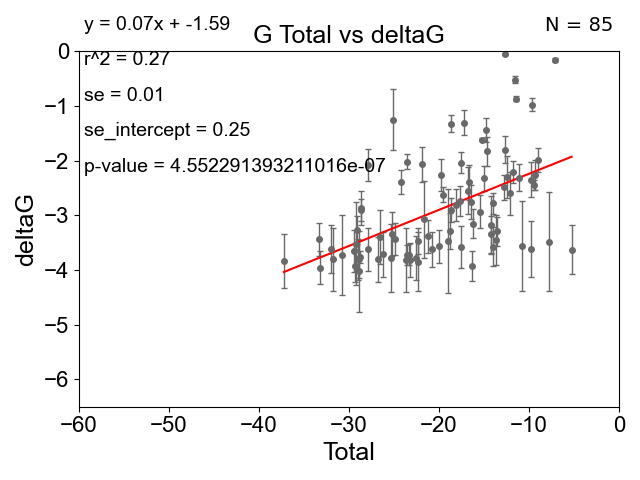 y = 0.07x + -1.59
N = 85
G Total vs deltaG
r^2 = 0.27
se = 0.01
se_intercept = 0.25
p-value = 4.552291393211016e-07
0
−1
−2
−3
−4
−5
−6
deltaG
−60
−50
−40
−30
−20
−10
0
Total